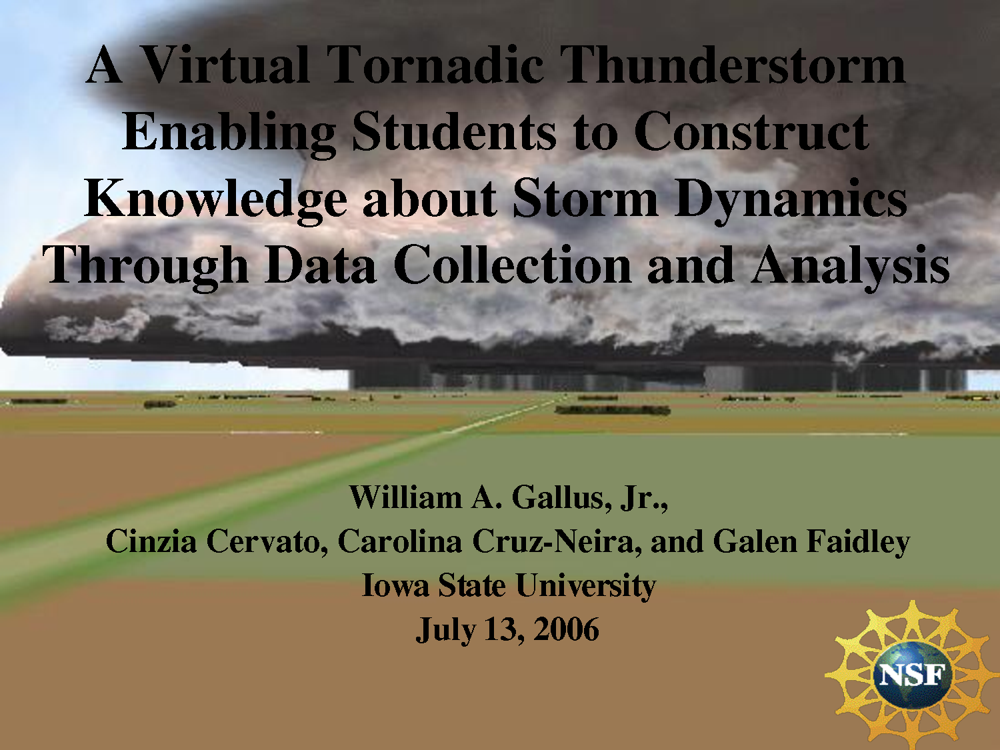 A Virtual Tornadic Thunderstorm
Enabling Students to Construct
Knowledge about Storm Dynamics
Through Data Collection and Analysis
William A. Gallus, Jr.,
Cinzia Cervato, Carolina Cruz-Neira, and Galen Faidley
Iowa State University
July 13, 2006
NSF